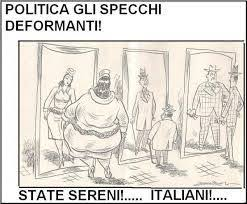 POLITICA GLI SPECCHI
DEFORMANTI!
STATE SERENI!..... ITALIANI!....